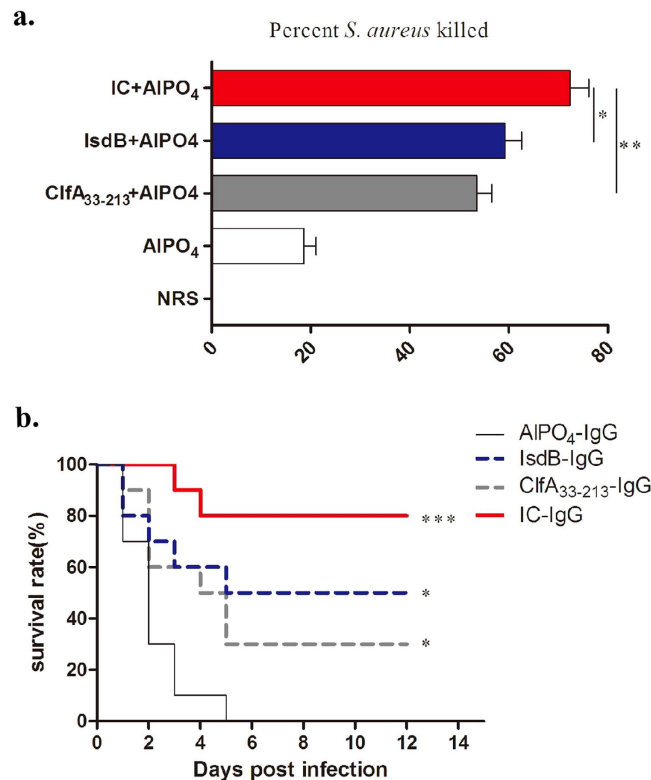 a.
Percent S. aureus killed
IC+AlPO₄
IsdB+AlPO4
ClfA₃₃₋₂₁₃+AlPO4
AlPO₄
NRS
*
**
0 20 40 60 80
b.
AlPO₄-IgG
IsdB-IgG
ClfA₃₃₋₂₁₃-IgG
IC-IgG
survival rate(%)
100
80
60
40
20
0
***
*
*
0 2 4 6 8 10 12 14
Days post infection